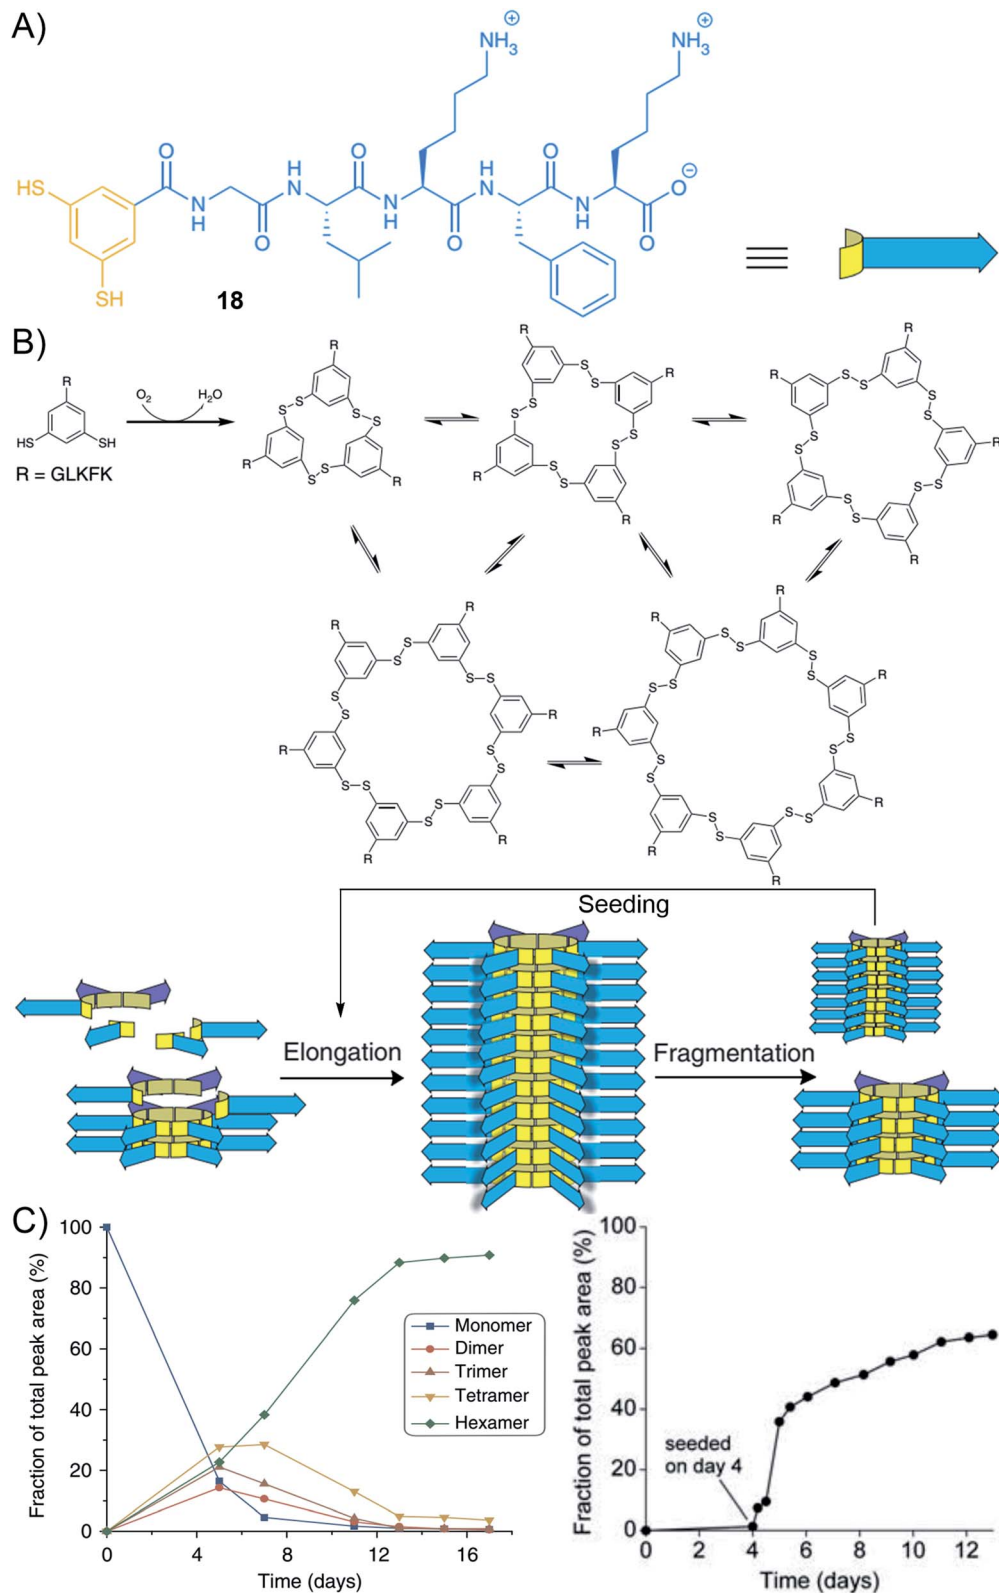 A)
NH3⊕ NH3⊕
O H N O H N O O⊖
HS N H O N H O N H O
SH
18
B)
R
HS SH
R = GLKFK
O2 H2O
R
S S S S
R S S R
R
S S R
S S S S
R S S
R
R
R S S
S S
S S R
R S S S S
R
R R
S S
S S S S
R R
S S S S
S S S S
R R
R
R S S
S S S S R
R
S S S S
S S S S R
R
R
Seeding
Elongation
Fragmentation
C)
Fraction of total peak area (%)
100
80
60
40
20
0
Monomer
Dimer
Trimer
Tetramer
Hexamer
0 4 8 12 16
Time (days)
Fraction of total peak area (%)
100
80
60
40
20
0
seeded
on day 4
0 2 4 6 8 10 12
Time (days)